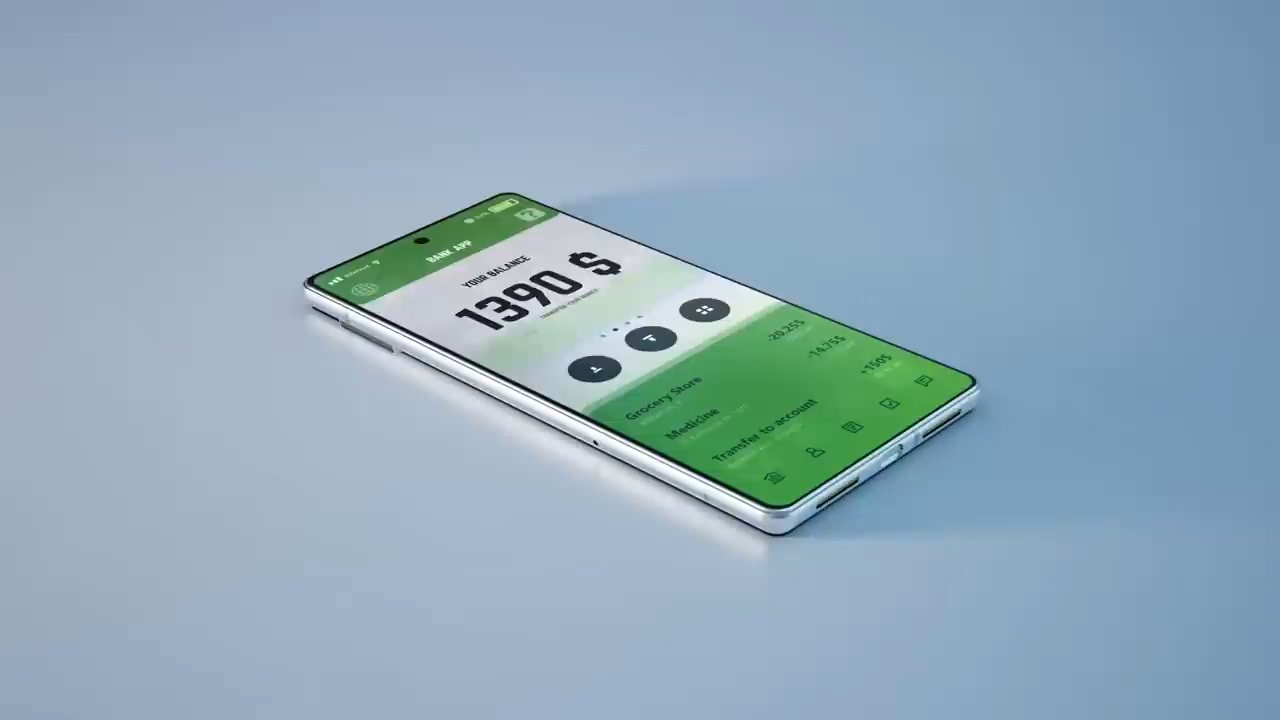 BANK APP
YOUR BALANCE
1390 $
Grocery Store -20.25$
Medicine -14.75$
Transfer to account +150$